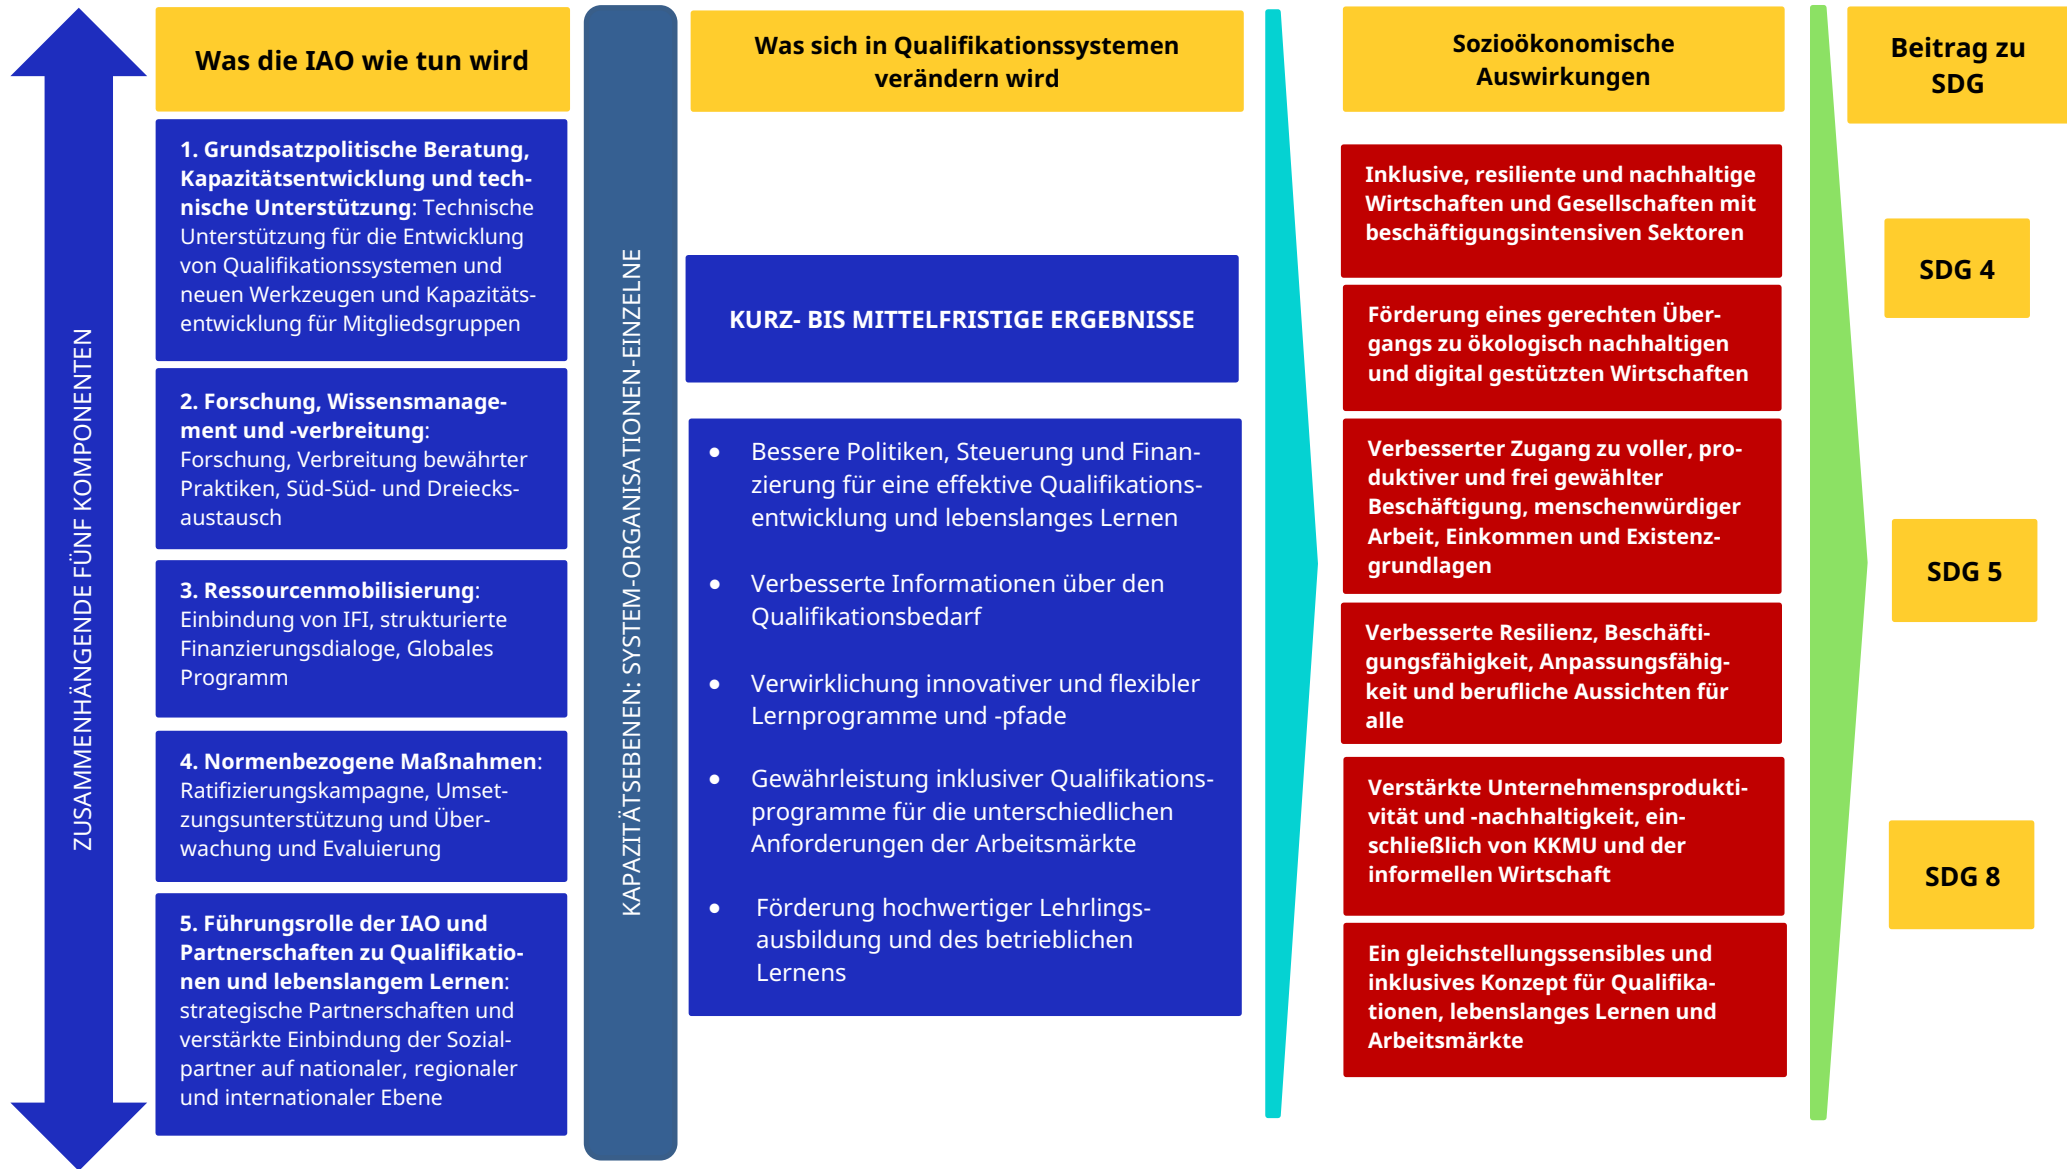 ZUSAMMENHÄNGENDE FÜNF KOMPONENTEN
Was die IAO wie tun wird
1. Grundsatzpolitische Beratung,
Kapazitätsentwicklung und tech-
nische Unterstützung: Technische
Unterstützung für die Entwicklung
von Qualifikationssystemen und
neuen Werkzeugen und Kapazitäts-
entwicklung für Mitgliedsgruppen
2. Forschung, Wissensmanage-
ment und -verbreitung:
Forschung, Verbreitung bewährter
Praktiken, Süd-Süd- und Dreiecks-
austausch
3. Ressourcenmobilisierung:
Einbindung von IFI, strukturierte
Finanzierungsdialoge, Globales
Programm
4. Normenbezogene Maßnahmen:
Ratifizierungskampagne, Umset-
zungsunterstützung und Über-
wachung und Evaluierung
5. Führungsrolle der IAO und
Partnerschaften zu Qualifikatio-
nen und lebenslangem Lernen:
strategische Partnerschaften und
verstärkte Einbindung der Sozial-
partner auf nationaler, regionaler
und internationaler Ebene
KAPAZITÄTSEBENEN: SYSTEM-ORGANISATIONEN-EINZELNE
Was sich in Qualifikationssystemen
verändern wird
KURZ- BIS MITTELFRISTIGE ERGEBNISSE
• Bessere Politiken, Steuerung und Finan-
zierung für eine effektive Qualifikations-
entwicklung und lebenslanges Lernen
• Verbesserte Informationen über den
Qualifikationsbedarf
• Verwirklichung innovativer und flexibler
Lernprogramme und -pfade
• Gewährleistung inklusiver Qualifikations-
programme für die unterschiedlichen
Anforderungen der Arbeitsmärkte
• Förderung hochwertiger Lehrlings-
ausbildung und des betrieblichen
Lernens
Sozioökonomische
Auswirkungen
Inklusive, resiliente und nachhaltige
Wirtschaften und Gesellschaften mit
beschäftigungsintensiven Sektoren
Förderung eines gerechten Über-
gangs zu ökologisch nachhaltigen
und digital gestützten Wirtschaften
Verbesserter Zugang zu voller, pro-
duktiver und frei gewählter
Beschäftigung, menschenwürdiger
Arbeit, Einkommen und Existenz-
grundlagen
Verbesserte Resilienz, Beschäfti-
gungsfähigkeit, Anpassungsfähig-
keit und berufliche Aussichten für
alle
Verstärkte Unternehmensprodukti-
vität und -nachhaltigkeit, ein-
schließlich von KKMU und der
informellen Wirtschaft
Ein gleichstellungssensibles und
inklusives Konzept für Qualifika-
tionen, lebenslanges Lernen und
Arbeitsmärkte
Beitrag zu
SDG
SDG 4
SDG 5
SDG 8